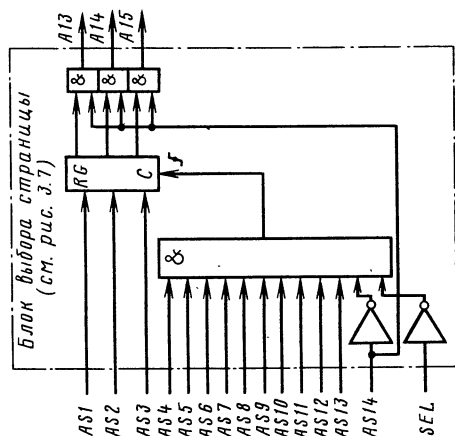 Блок выбора страницы
(см. рис. 3.7)
A13
A14
A15
&
&
&
RG
C
&
AS1
AS2
AS3
AS4
AS5
AS6
AS7
AS8
AS9
AS10
AS11
AS12
AS13
AS14
SEL